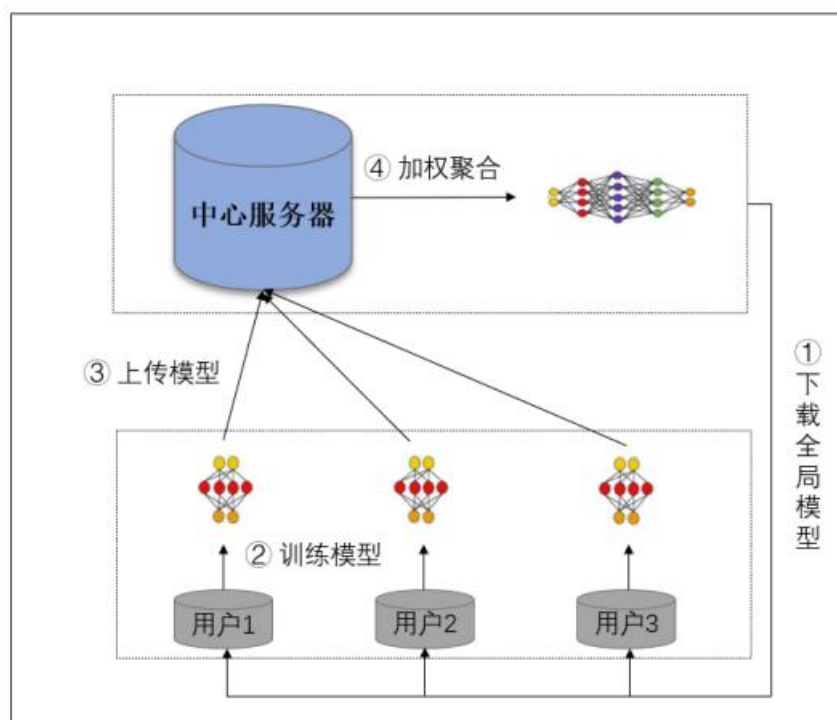 ④ 加权聚合
中心服务器
① 下载全局模型
③ 上传模型
② 训练模型
用户1
用户2
用户3